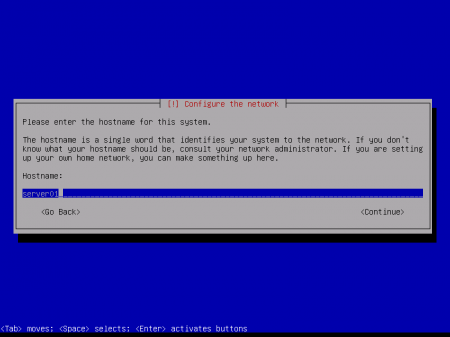 [!] Configure the network
Please enter the hostname for this system.
The hostname is a single word that identifies your system to the network. If you don't
know what your hostname should be, consult your network administrator. If you are setting
up your own home network, you can make something up here.
Hostname:
server01
<Go Back> <Continue>
<Tab> moves; <Space> selects; <Enter> activates buttons